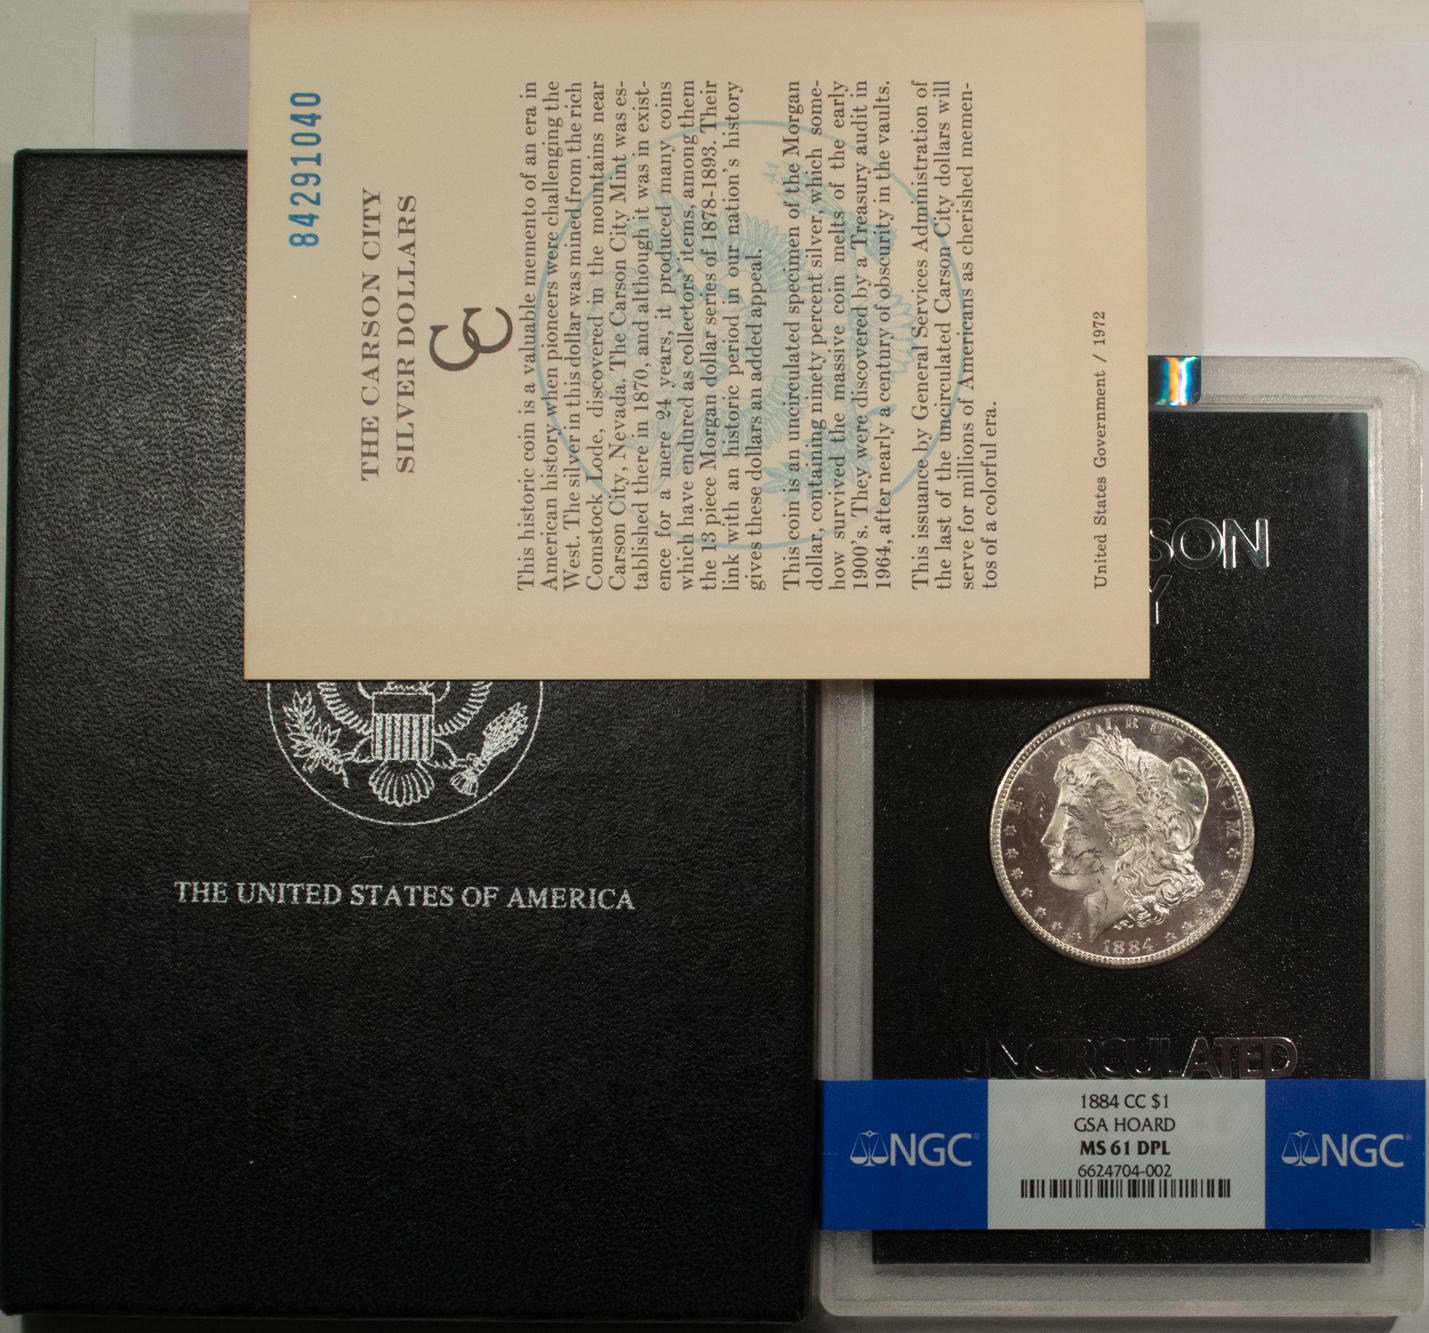 84291040
THE CARSON CITY
SILVER DOLLARS
CC
This historic coin is a valuable memento of an era in
American history when pioneers were challenging the
West. The silver in this dollar was mined from the rich
Comstock Lode, discovered in the mountains near
Carson City, Nevada. The Carson City Mint was es-
tablished there in 1870, and although it was in exist-
ence for a mere 24 years, it produced many coins
which have endured as collectors' items, among them
the 13 piece Morgan dollar series of 1878-1893. Their
link with an historic period in our nation's history
gives these dollars an added appeal.
This coin is an uncirculated specimen of the Morgan
dollar, containing ninety percent silver, which some-
how survived the massive coin melts of the early
1900's. They were discovered by a Treasury audit in
1964, after nearly a century of obscurity in the vaults.
This issuance by General Services Administration of
the last of the uncirculated Carson City dollars will
serve for millions of Americans as cherished memen-
tos of a colorful era.
United States Government / 1972
THE UNITED STATES OF AMERICA
SON
Y
E · PLURIBUS · UNUM
1884
UNCIRCULATED
NGC
1884 CC $1
GSA HOARD
MS 61 DPL
6624704-002
NGC